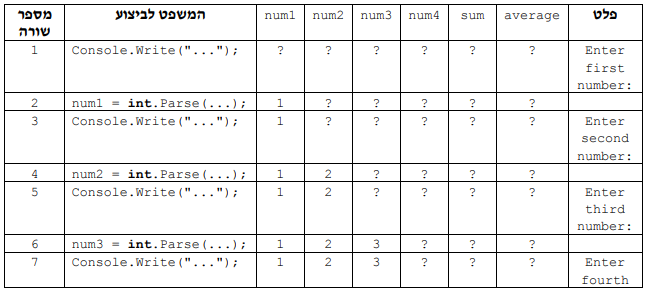 מספר שורה | המשפט לביצוע | num1 | num2 | num3 | num4 | sum | average | פלט
1 | Console.Write("..."); | ? | ? | ? | ? | ? | ? | Enter first number:
2 | num1 = int.Parse(...); | 1 | ? | ? | ? | ? | ? |
3 | Console.Write("..."); | 1 | ? | ? | ? | ? | ? | Enter second number:
4 | num2 = int.Parse(...); | 1 | 2 | ? | ? | ? | ? |
5 | Console.Write("..."); | 1 | 2 | ? | ? | ? | ? | Enter third number:
6 | num3 = int.Parse(...); | 1 | 2 | 3 | ? | ? | ? |
7 | Console.Write("..."); | 1 | 2 | 3 | ? | ? | ? | Enter fourth